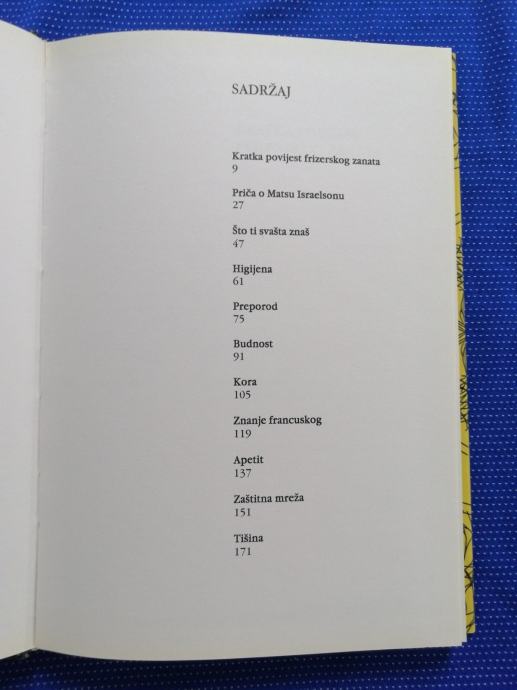 SADRŽAJ
Kratka povijest frizerskog zanata
9
Priča o Matsu Israelsonu
27
Što ti svašta znaš
47
Higijena
61
Preporod
75
Budnost
91
Kora
105
Znanje francuskog
119
Apetit
137
Zaštitna mreža
151
Tišina
171